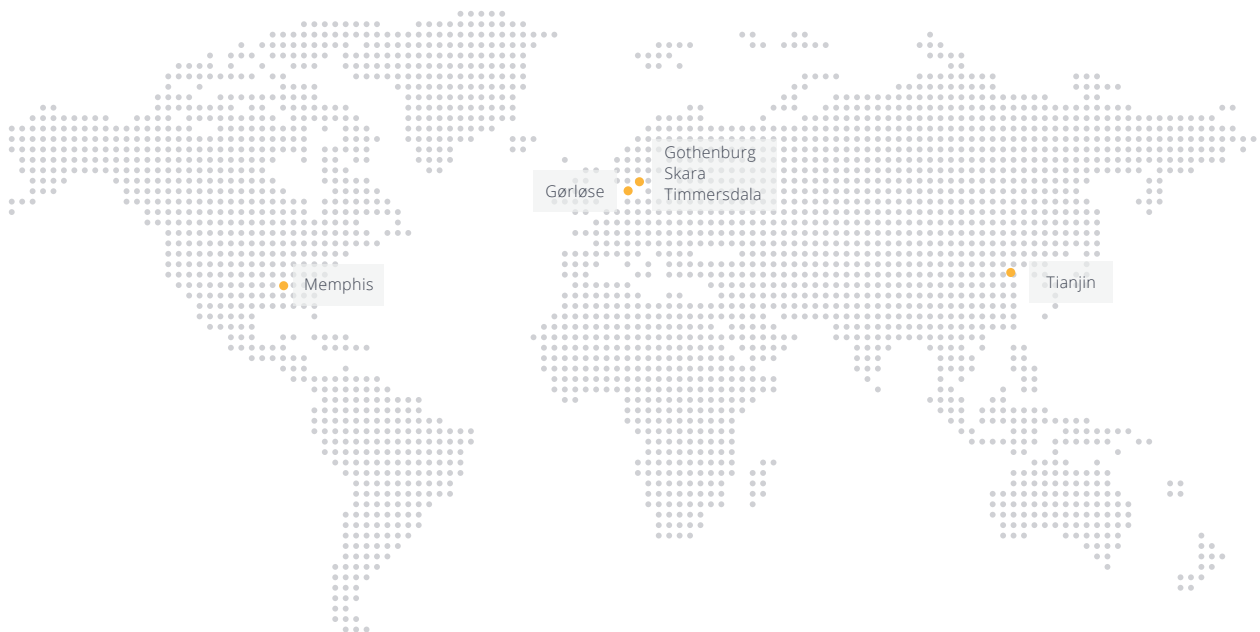 Gothenburg
Skara
Timmersdala
Gørløse
Memphis
Tianjin